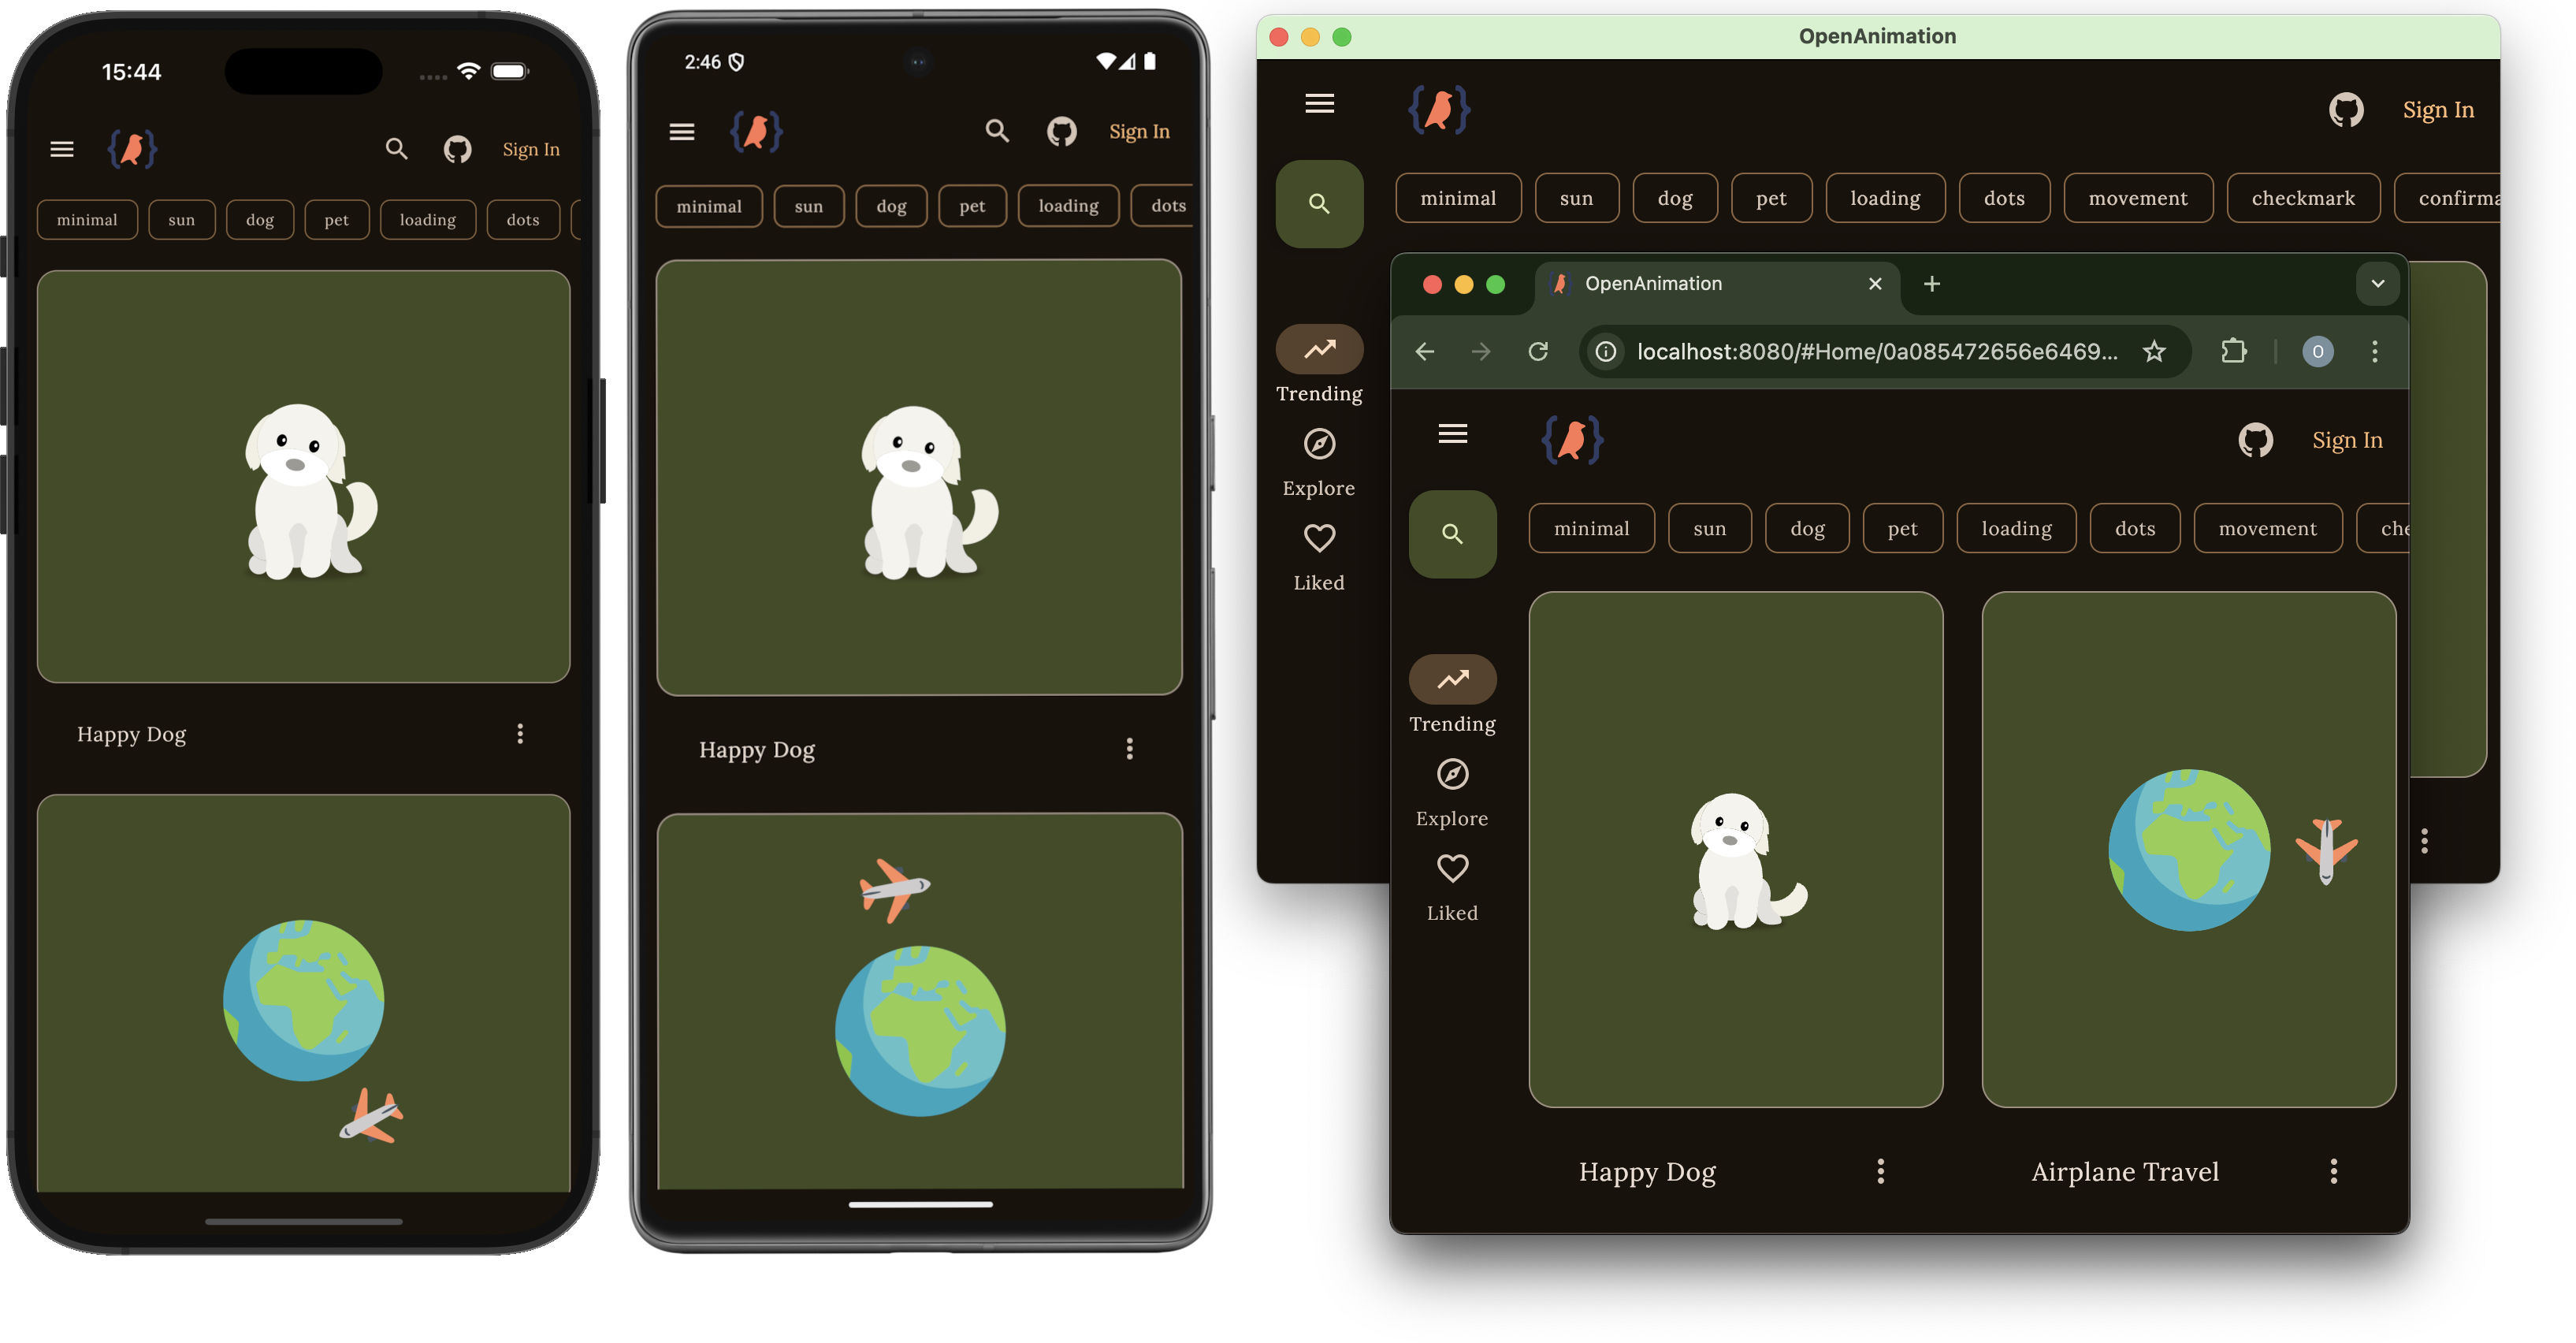 15:44
Sign In
minimal sun dog pet loading dots
Happy Dog
2:46
Sign In
minimal sun dog pet loading dots
Happy Dog
OpenAnimation
Sign In
minimal sun dog pet loading dots movement checkmark confirma
Trending
Explore
Liked
OpenAnimation
localhost:8080/#Home/0a085472656e6469...
O
Sign In
minimal sun dog pet loading dots movement che
Trending
Explore
Liked
Happy Dog Airplane Travel